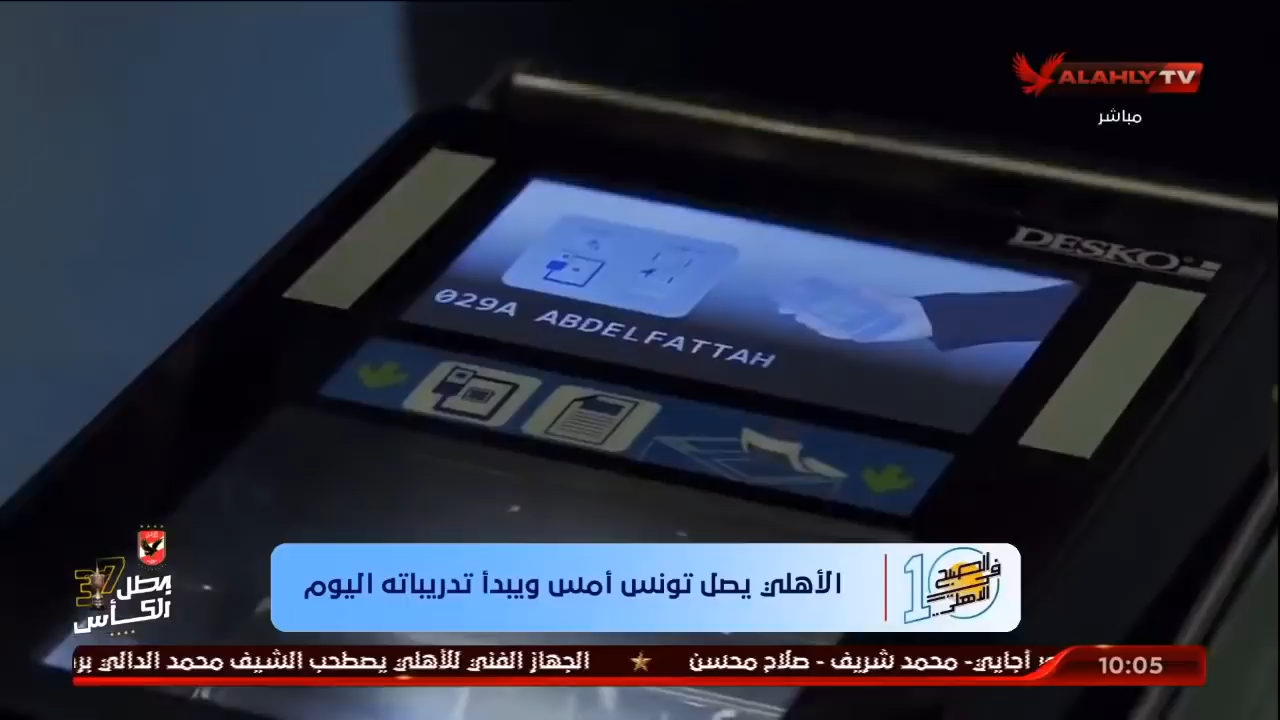 ALAHLY TV
مباشر
DESKO
029A ABDELFATTAH
10
في الصبح
الأهلي
الأهلي يصل تونس أمس ويبدأ تدريباته اليوم
37
بطل
الكأس
أجايي- محمد شريف - صلاح محسن ★ الجهاز الفني للأهلي يصطحب الشيف محمد الدالي
10:05